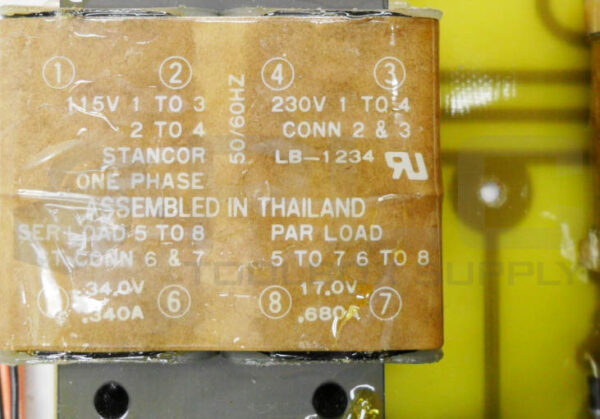 1 2 4 3
115V 1 TO 3 230V 1 TO 4
2 TO 4 CONN 2 & 3
50/60HZ
STANCOR LB-1234
ONE PHASE
ASSEMBLED IN THAILAND
SER LOAD 5 TO 8 PAR LOAD
CONN 6 & 7 5 TO 7 6 TO 8
34.0V 17.0V
6 8 7
.340A .680A
SUPPLY